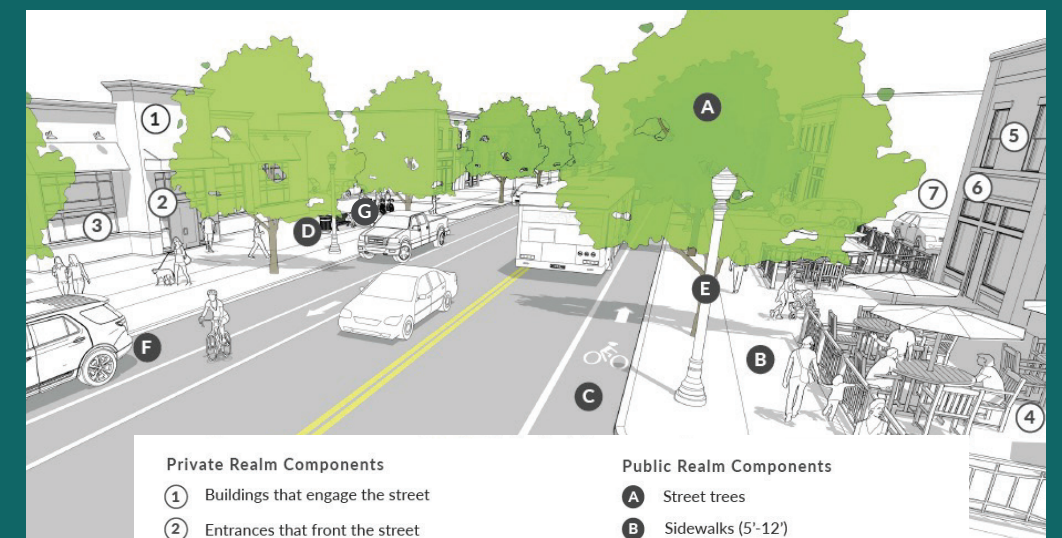 1
A
5
2
7
6
3
D
G
E
F
B
C
4
Private Realm Components
Public Realm Components
1 Buildings that engage the street
A Street trees
2 Entrances that front the street
B Sidewalks (5'-12')